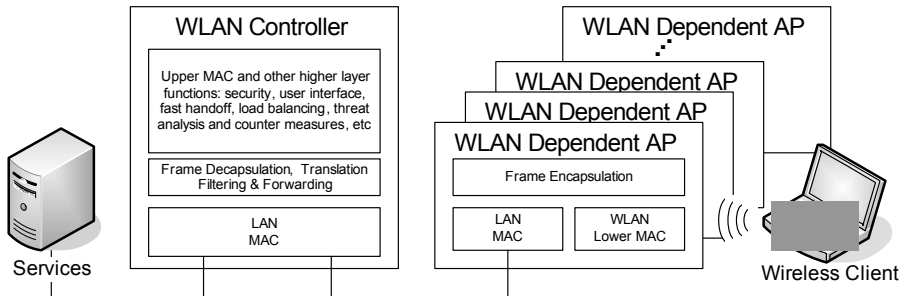 WLAN Controller
Upper MAC and other higher layer
functions: security, user interface,
fast handoff, load balancing, threat
analysis and counter measures, etc
Frame Decapsulation, Translation
Filtering & Forwarding
LAN
MAC
Services
WLAN Dependent AP
WLAN Dependent AP
WLAN Dependent AP
WLAN Dependent AP
Frame Encapsulation
LAN
MAC
WLAN
Lower MAC
Wireless Client